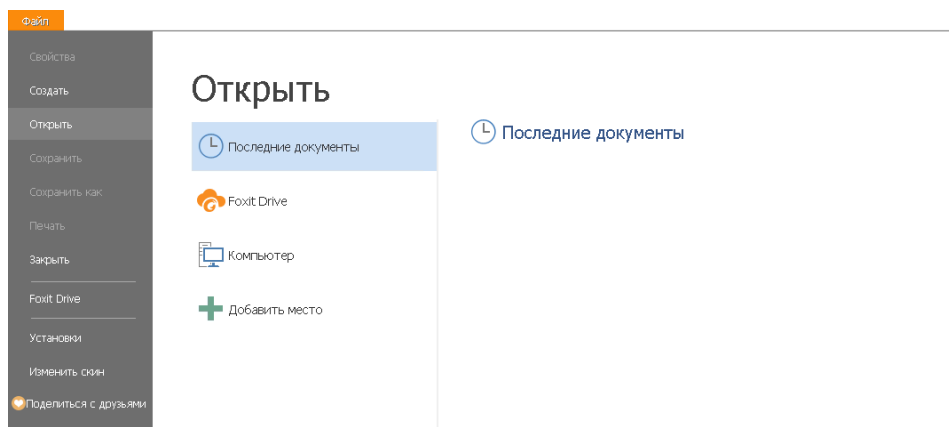 Файл
Свойства
Создать
Открыть
Сохранить
Сохранить как
Печать
Закрыть
Foxit Drive
Установки
Изменить скин
Поделиться с друзьями
Открыть
Последние документы
Foxit Drive
Компьютер
Добавить место
Последние документы